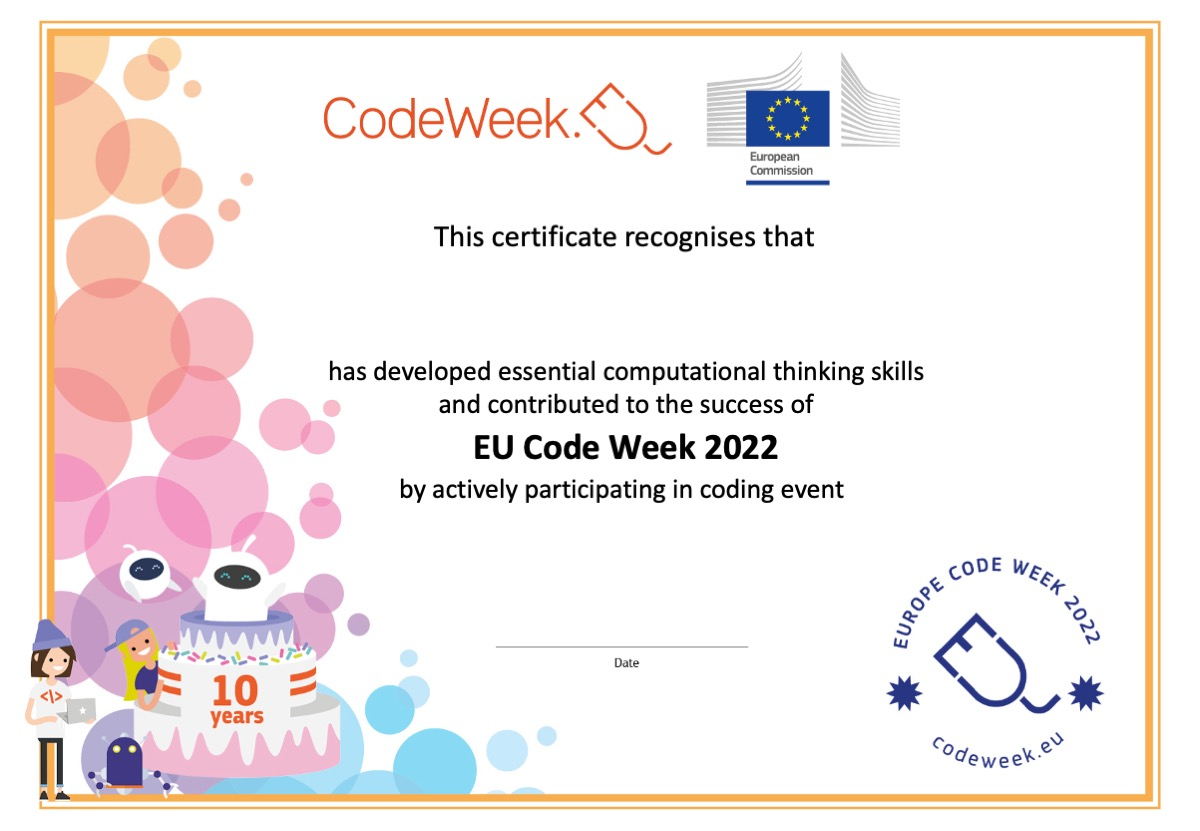 CodeWeek.EU
European
Commission
This certificate recognises that
has developed essential computational thinking skills
and contributed to the success of
EU Code Week 2022
by actively participating in coding event
Date
10
years
</>
EUROPE CODE WEEK 2022
EU
codeweek.eu